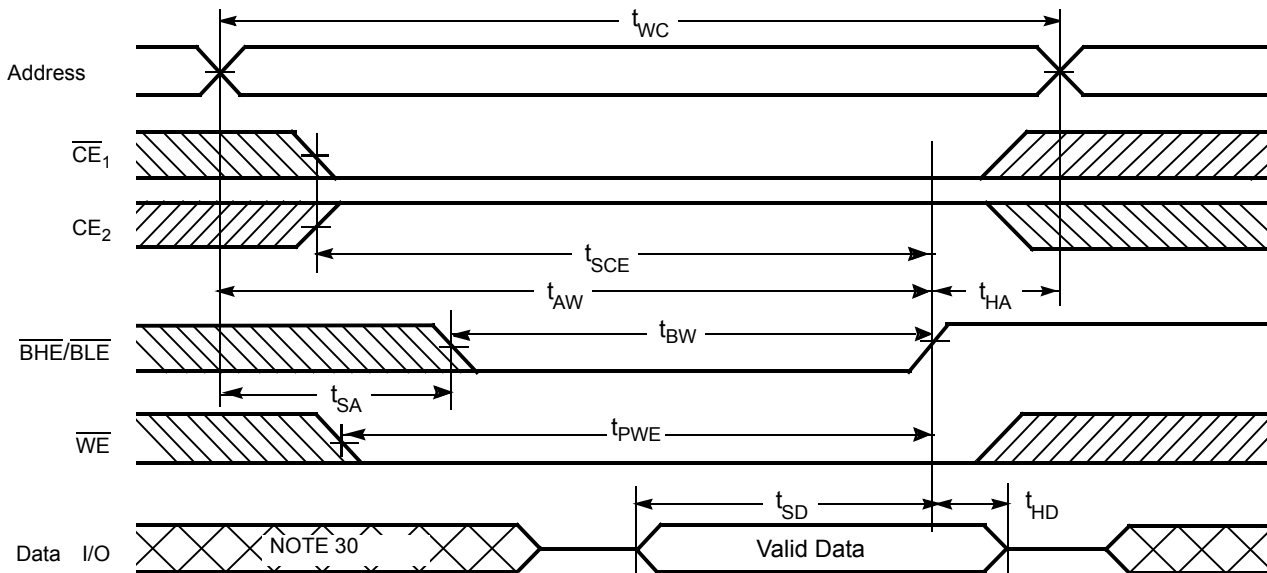 tWC
Address
CE1
CE2
tSCE
tAW
tHA
BHE/BLE
tBW
tSA
WE
tPWE
tSD
tHD
Data I/O
NOTE 30
Valid Data